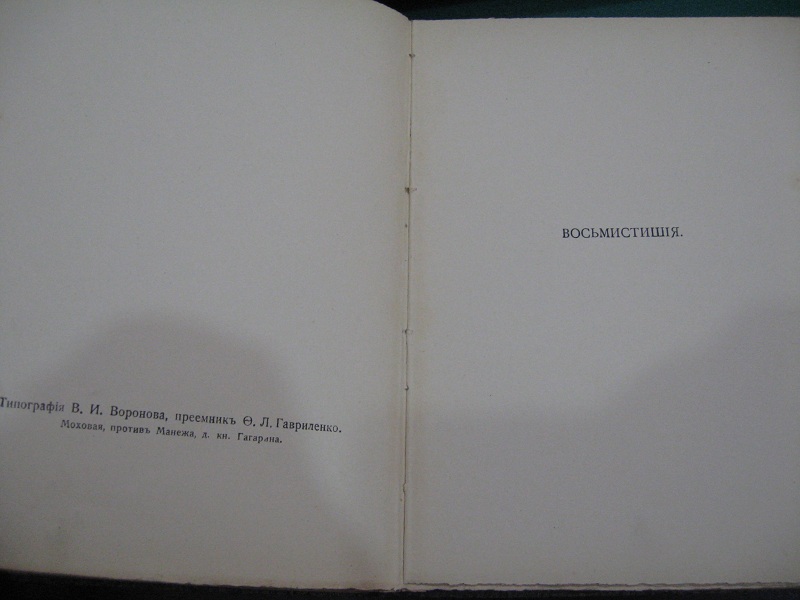 Типографія В. И. Воронова, преемникъ Ѳ. Л. Гавриленко.
Моховая, противъ Манежа, д. кн. Гагарина.
ВОСЬМИСТИШІЯ.